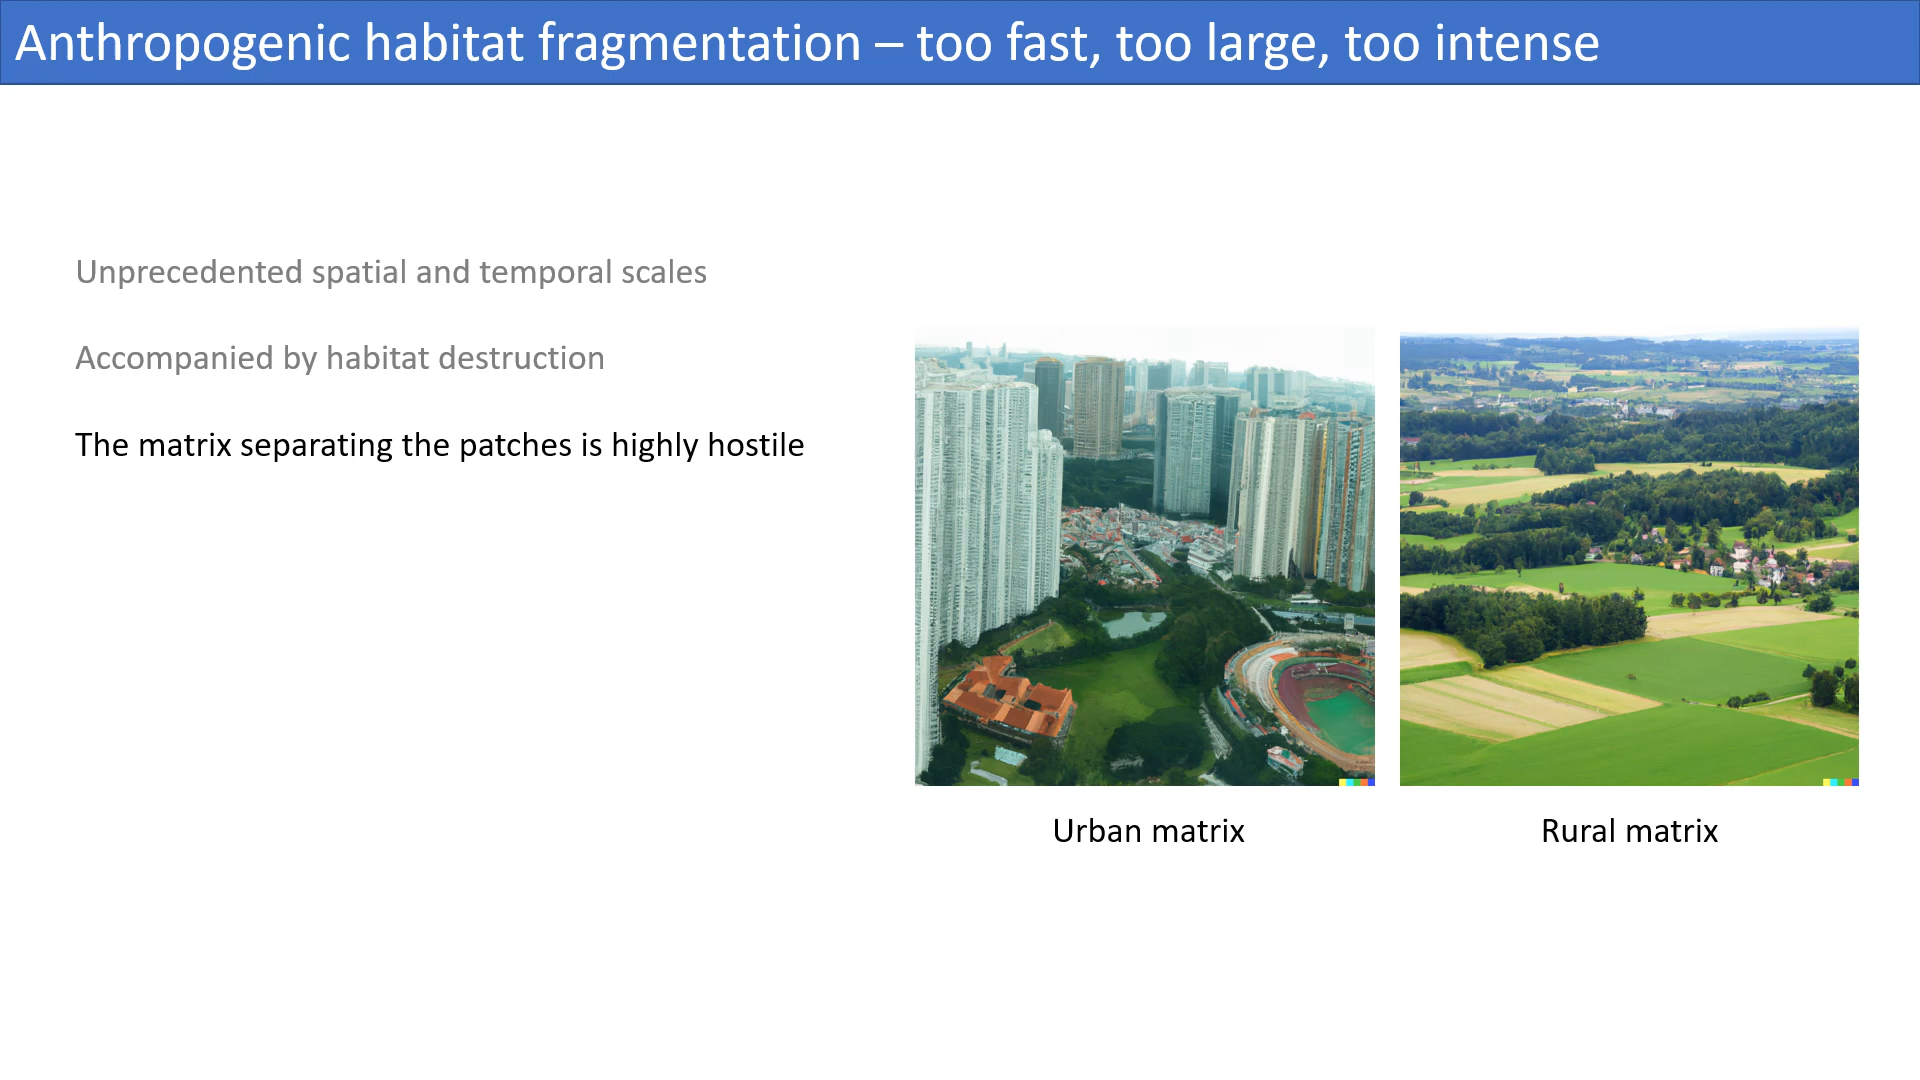 Anthropogenic habitat fragmentation – too fast, too large, too intense
Unprecedented spatial and temporal scales
Accompanied by habitat destruction
The matrix separating the patches is highly hostile
Urban matrix
Rural matrix